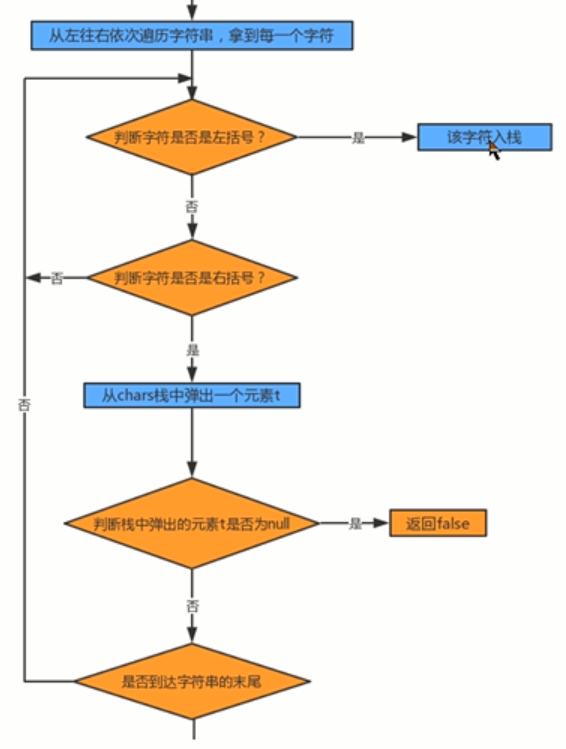 从左往右依次遍历字符串，拿到每一个字符
判断字符是否是左括号？
是
该字符入栈
否
判断字符是否是右括号？
否
是
从chars栈中弹出一个元素t
否
判断栈中弹出的元素t是否为null
是
返回false
否
是否到达字符串的末尾